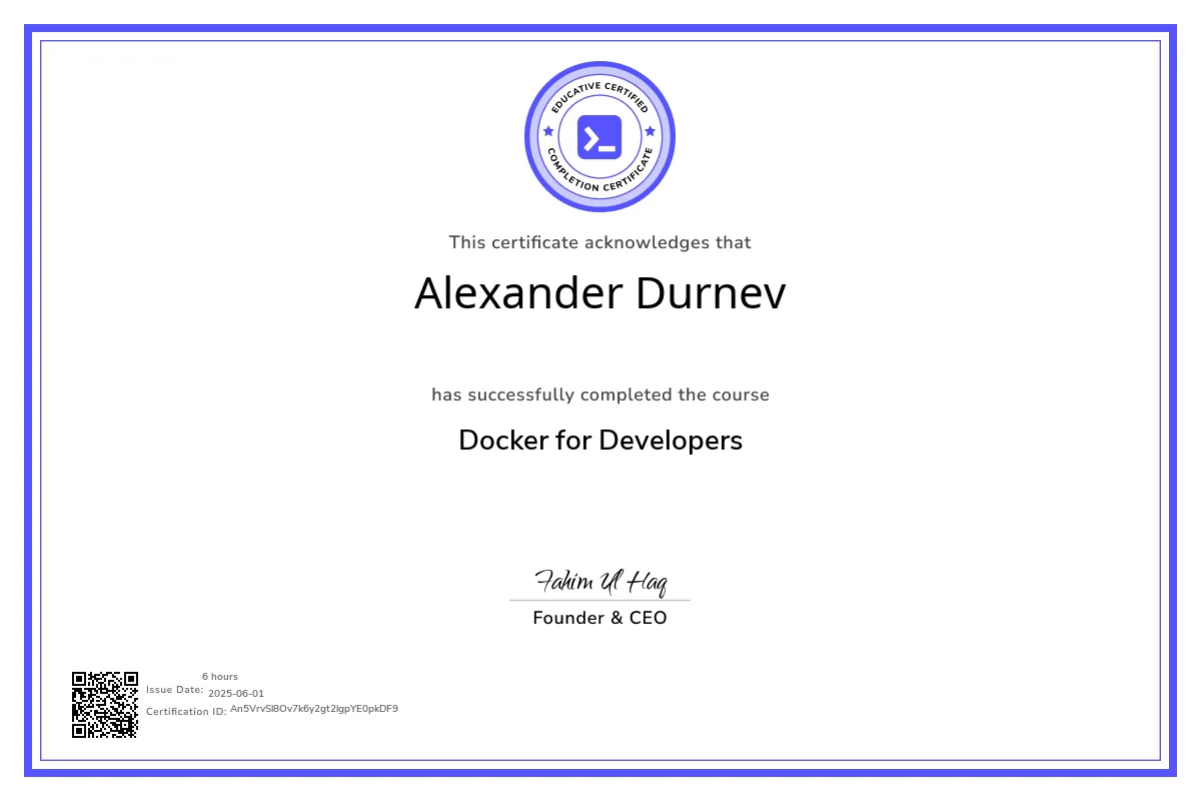 EDUCATIVE CERTIFIED
COMPLETION CERTIFICATE
This certificate acknowledges that
Alexander Durnev
has successfully completed the course
Docker for Developers
Fahim Ul Haq
Founder & CEO
6 hours
Issue Date: 2025-06-01
Certification ID: An5VrvSl8Ov7k6y2gt2lgpYE0pkDF9